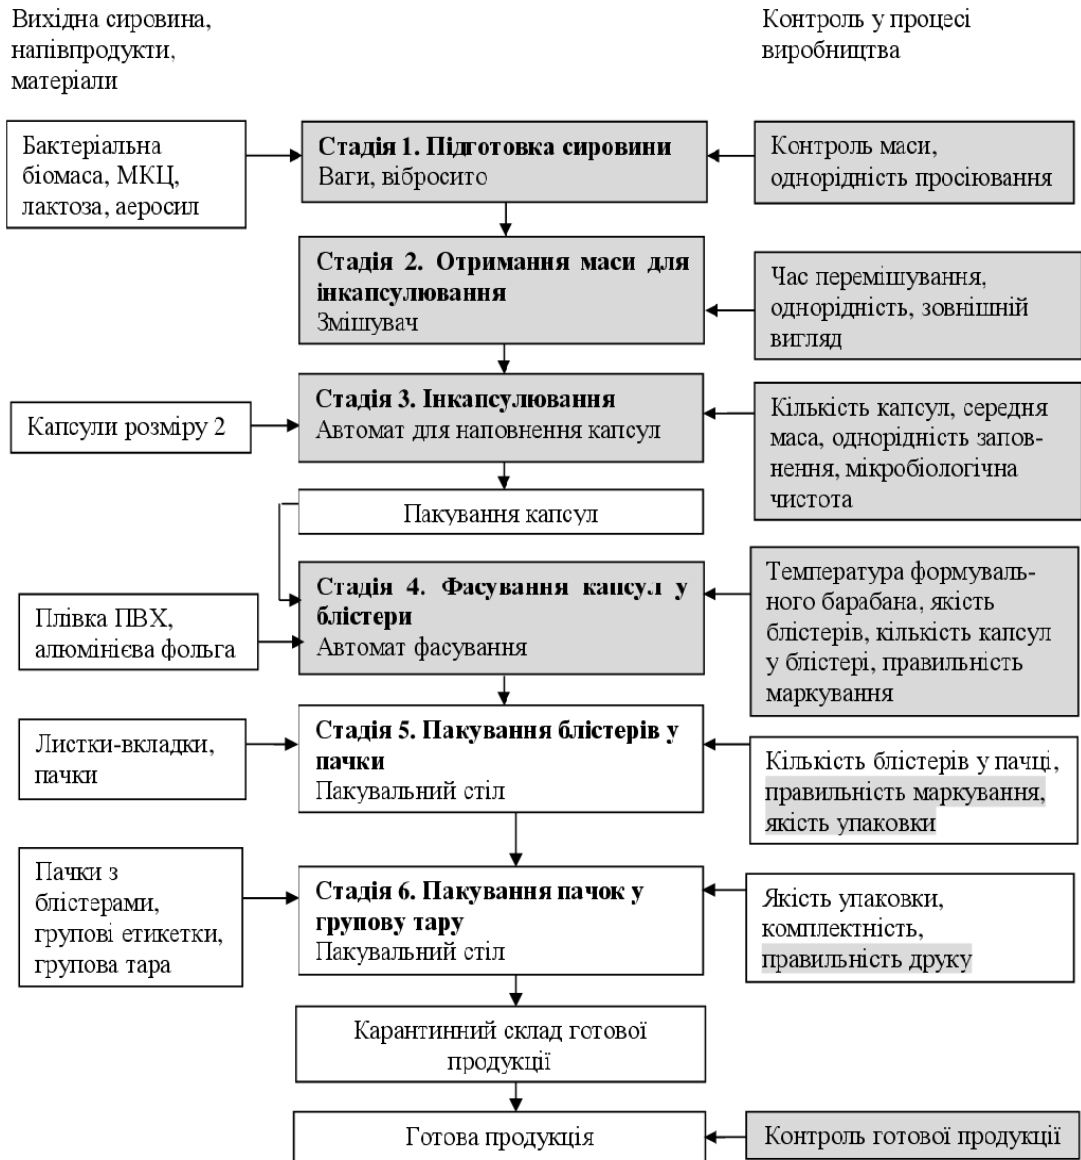 Вихідна сировина,
напівпродукти,
матеріали
Контроль у процесі
виробництва
Бактеріальна
біомаса, МКЦ,
лактоза, аеросил
Стадія 1. Підготовка сировини
Ваги, вібросито
Контроль маси,
однорідність просіювання
Стадія 2. Отримання маси для
інкапсулювання
Змішувач
Час перемішування,
однорідність, зовнішній
вигляд
Капсули розміру 2
Стадія 3. Інкапсулювання
Автомат для наповнення капсул
Кількість капсул, середня
маса, однорідність запов-
нення, мікробіологічна
чистота
Пакування капсул
Плівка ПВХ,
алюмінієва фольга
Стадія 4. Фасування капсул у
блістери
Автомат фасування
Температура формуваль-
ного барабана, якість
блістерів, кількість капсул
у блістері, правильність
маркування
Листки-вкладки,
пачки
Стадія 5. Пакування блістерів у
пачки
Пакувальний стіл
Кількість блістерів у пачці,
правильність маркування,
якість упаковки
Пачки з
блістерами,
групові етикетки,
групова тара
Стадія 6. Пакування пачок у
групову тару
Пакувальний стіл
Якість упаковки,
комплектність,
правильність друку
Карантинний склад готової
продукції
Готова продукція
Контроль готової продукції